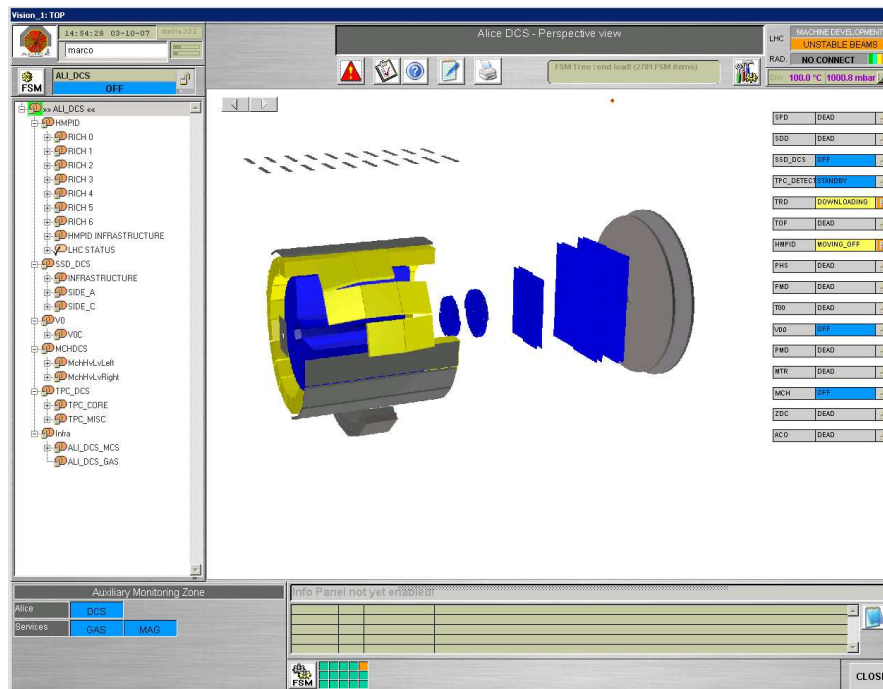 Vision_1: TOP
14:54:28 03-10-07
marco
Alice DCS - Perspective view
LHC
MACHINE DEVELOPMENT
UNSTABLE BEAMS
RAD.
NO CONNECT
FSM Tree : end load! (2781 FSM items)
Env
100.0 °C
1000.8 mbar
FSM
ALI_DCS
OFF
»» ALI_DCS ««
HMPID
RICH 0
RICH 1
RICH 2
RICH 3
RICH 4
RICH 5
RICH 6
HMPID INFRASTRUCTURE
LHC STATUS
SSD_DCS
INFRASTRUCTURE
SIDE_A
SIDE_C
V0
V0C
MCHDCS
MchHvLvLeft
MchHvLvRight
TPC_DCS
TPC_CORE
TPC_MISC
Infra
ALI_DCS_MCS
ALI_DCS_GAS
SPD DEAD
SDD DEAD
SSD_DCS OFF
TPC_DETECT STANDBY
TRD DOWNLOADING
TOF DEAD
HMPID MOVING_OFF
PHS DEAD
FMD DEAD
T00 DEAD
V00 OFF
PMD DEAD
MTR DEAD
MCH OFF
ZDC DEAD
ACO DEAD
Auxiliary Monitoring Zone
Alice DCS
Services GAS MAG
Info Panel not yet enabled!
FSM
CLOSE